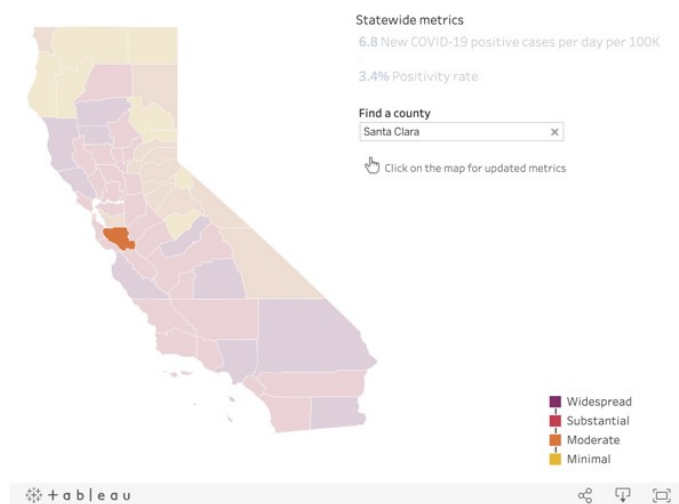 Statewide metrics
6.8 New COVID-19 positive cases per day per 100K
3.4% Positivity rate
Find a county
Santa Clara
Click on the map for updated metrics
Widespread
Substantial
Moderate
Minimal
+ableau